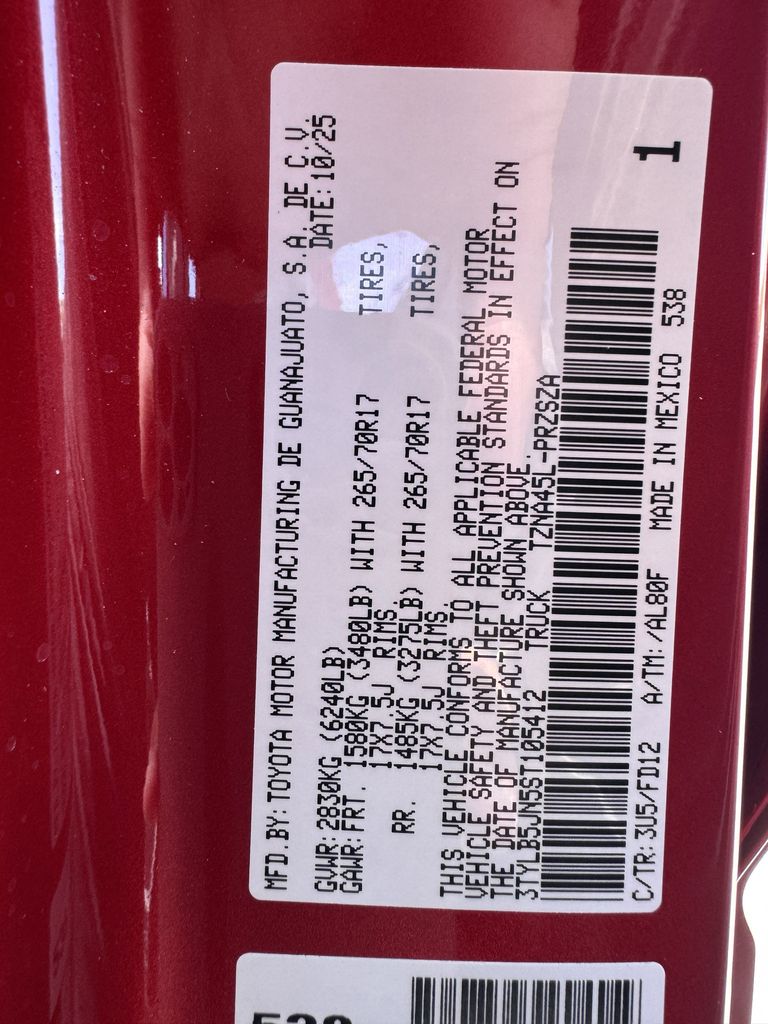 MFD.BY: TOYOTA MOTOR MANUFACTURING DE GUANAJUATO, S.A. DE C.V.
DATE: 10/25
GVWR: 2830KG (6240LB)
GAWR: FRT. 1580KG (3480LB) WITH 265/70R17 TIRES,
17X7.5J RIMS.
RR. 1485KG (3275LB) WITH 265/70R17 TIRES,
17X7.5J RIMS.
THIS VEHICLE CONFORMS TO ALL APPLICABLE FEDERAL MOTOR
VEHICLE SAFETY AND THEFT PREVENTION STANDARDS IN EFFECT ON
THE DATE OF MANUFACTURE SHOWN ABOVE.
3TYLB5JN5ST105412 TRUCK TZNA45L-PRZSZA
C/TR: 3U5/FD12 A/TM: /AL80F MADE IN MEXICO 538
1